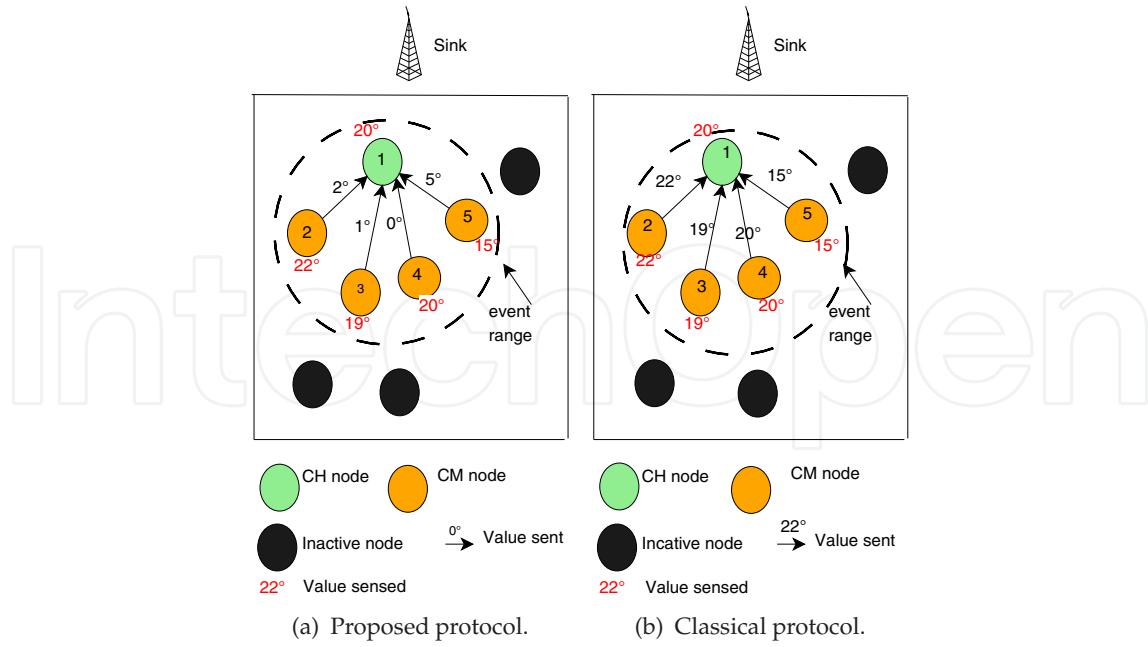 Sink
20°
1
2°
5°
1°
0°
2
5
22°
15°
3
4
19°
20°
event
range
CH node
CM node
Inactive node
0°
Value sent
22° Value sensed
(a) Proposed protocol.
Sink
20°
1
22°
15°
19°
20°
2
5
22°
15°
3
4
19°
20°
event
range
CH node
CM node
Incative node
22°
Value sent
22° Value sensed
(b) Classical protocol.
IntechOpen